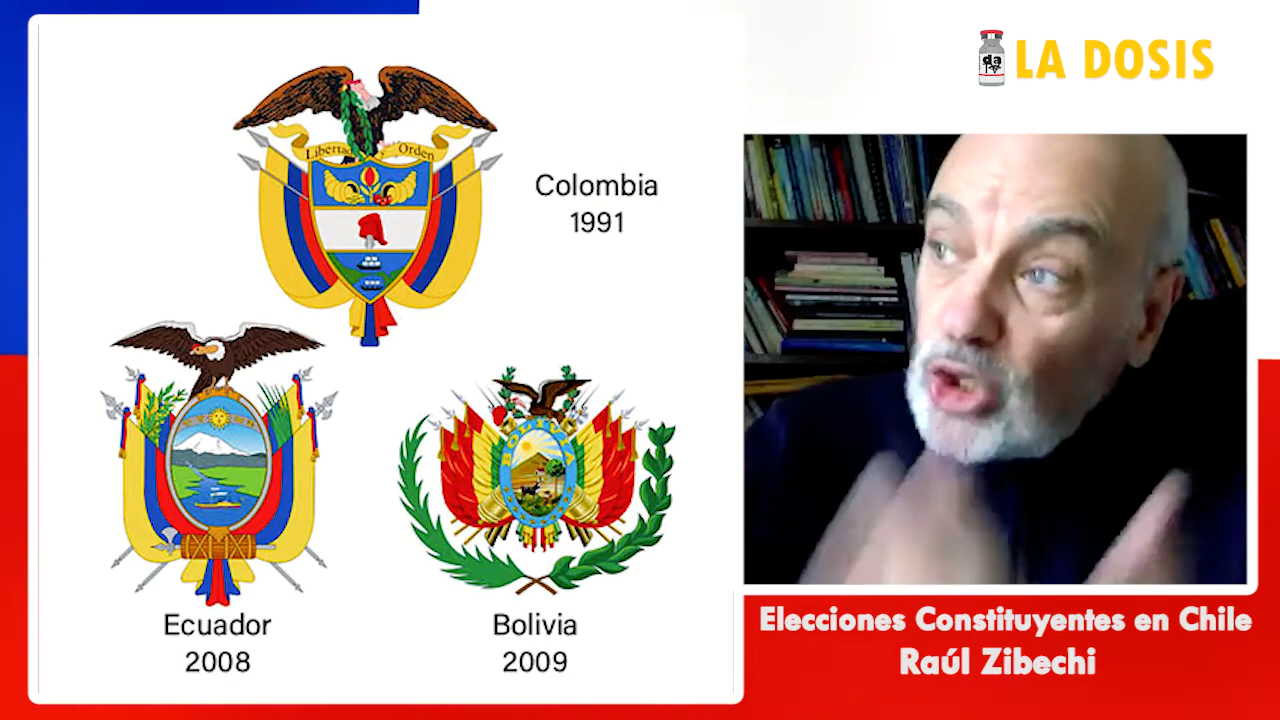 LA DOSIS
Libertad y Orden
Colombia
1991
BOLIVIA
Ecuador
2008
Bolivia
2009
Elecciones Constituyentes en Chile
Raúl Zibechi